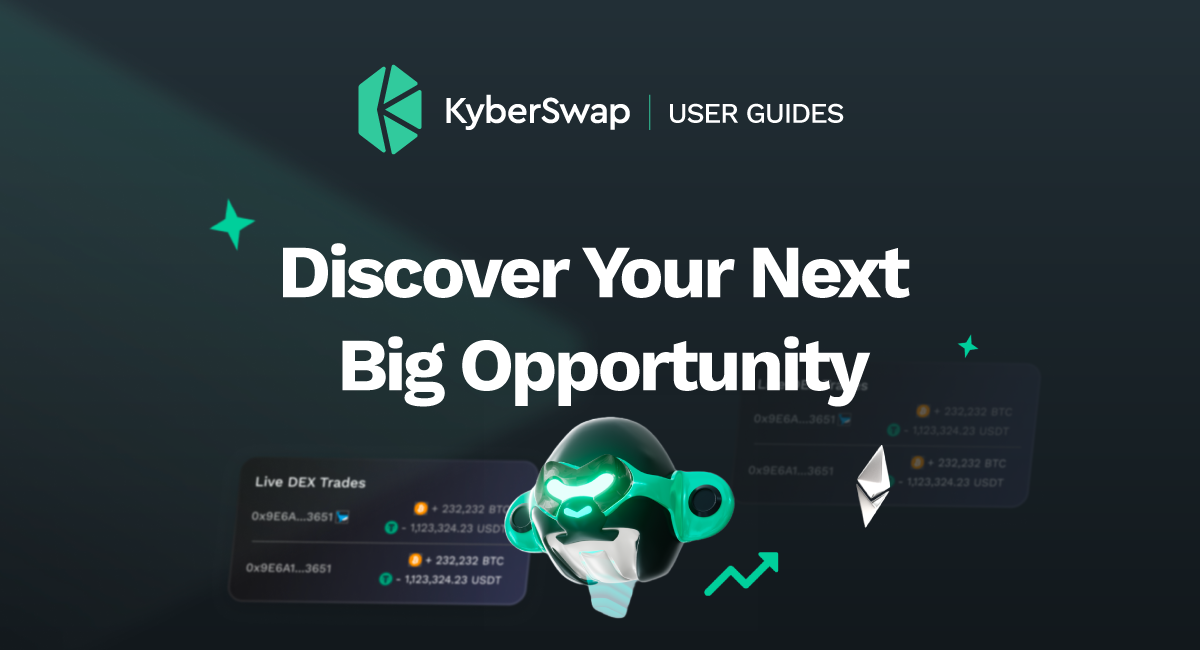 KyberSwap | USER GUIDES
Discover Your Next
Big Opportunity
Live DEX Trades
0x9E6A...3651
+ 232,232 BTC
- 1,123,324.23 USDT
0x9E6A1...3651
+ 232,232 BTC
- 1,123,324.23 USDT
0x9E6A...3651
+ 232,232 BTC
- 1,123,324.23 USDT
0x9E6A1...3651
+ 232,232 BTC
- 1,123,324.23 USDT